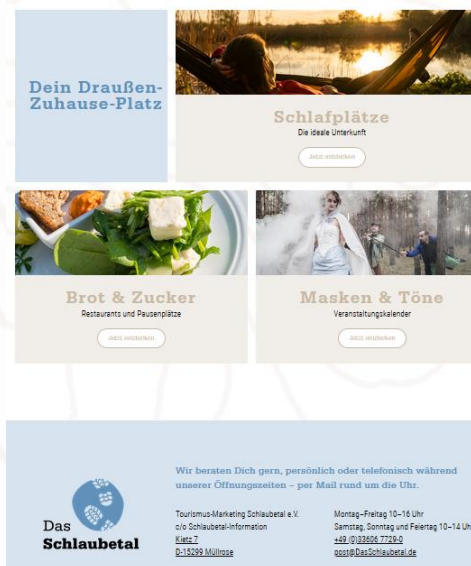 Dein Draußen-
Zuhause-Platz
Schlafplätze
Die ideale Unterkunft
Jetzt entdecken
Brot & Zucker
Restaurants und Pausenplätze
Jetzt entdecken
Masken & Töne
Veranstaltungskalender
Jetzt entdecken
Wir beraten Dich gern, persönlich oder telefonisch während
unserer Öffnungszeiten – per Mail rund um die Uhr.
Das
Schlaubetal
Tourismus-Marketing Schlaubetal e.V.
c/o Schlaubetal-Information
Kietz 7
D-15299 Müllrose
Montag–Freitag 10–16 Uhr
Samstag, Sonntag und Feiertag 10–14 Uh
+49 (0)33606 7729-0
post@DasSchlaubetal.de